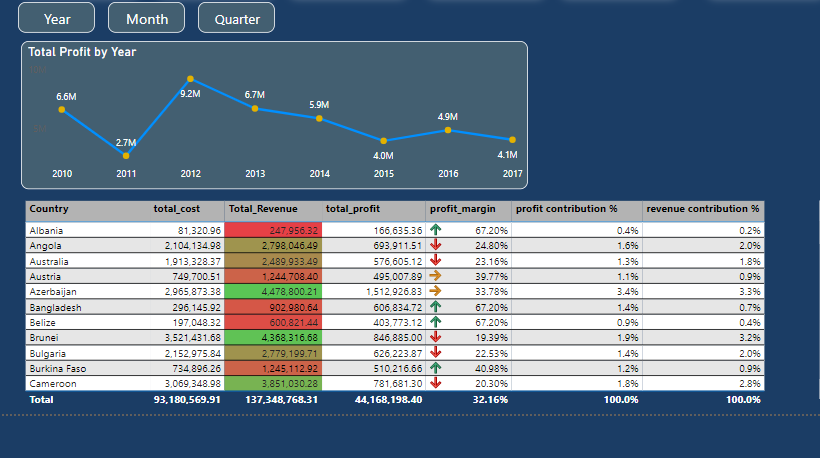 Year Month Quarter
Total Profit by Year
6.6M 2.7M 9.2M 6.7M 5.9M 4.0M 4.9M 4.1M
2010 2011 2012 2013 2014 2015 2016 2017
Country total_cost Total_Revenue total_profit profit_margin profit contribution % revenue contribution %
Albania 81,320.96 247,956.32 166,635.36 67.20% 0.4% 0.2%
Angola 2,104,134.98 2,798,046.49 693,911.51 24.80% 1.6% 2.0%
Australia 1,913,328.37 2,489,933.49 576,605.12 23.16% 1.3% 1.8%
Austria 749,700.51 1,244,708.40 495,007.89 39.77% 1.1% 0.9%
Azerbaijan 2,965,873.38 4,478,800.21 1,512,926.83 33.78% 3.4% 3.3%
Bangladesh 296,145.92 902,980.64 606,834.72 67.20% 1.4% 0.7%
Belize 197,048.32 600,821.44 403,773.12 67.20% 0.9% 0.4%
Brunei 3,521,431.68 4,368,316.68 846,885.00 19.39% 1.9% 3.2%
Bulgaria 2,152,975.84 2,779,199.71 626,223.87 22.53% 1.4% 2.0%
Burkina Faso 734,896.26 1,245,112.92 510,216.66 40.98% 1.2% 0.9%
Cameroon 3,069,348.98 3,851,030.28 781,681.30 20.30% 1.8% 2.8%
Total 93,180,569.91 137,348,768.31 44,168,198.40 32.16% 100.0% 100.0%